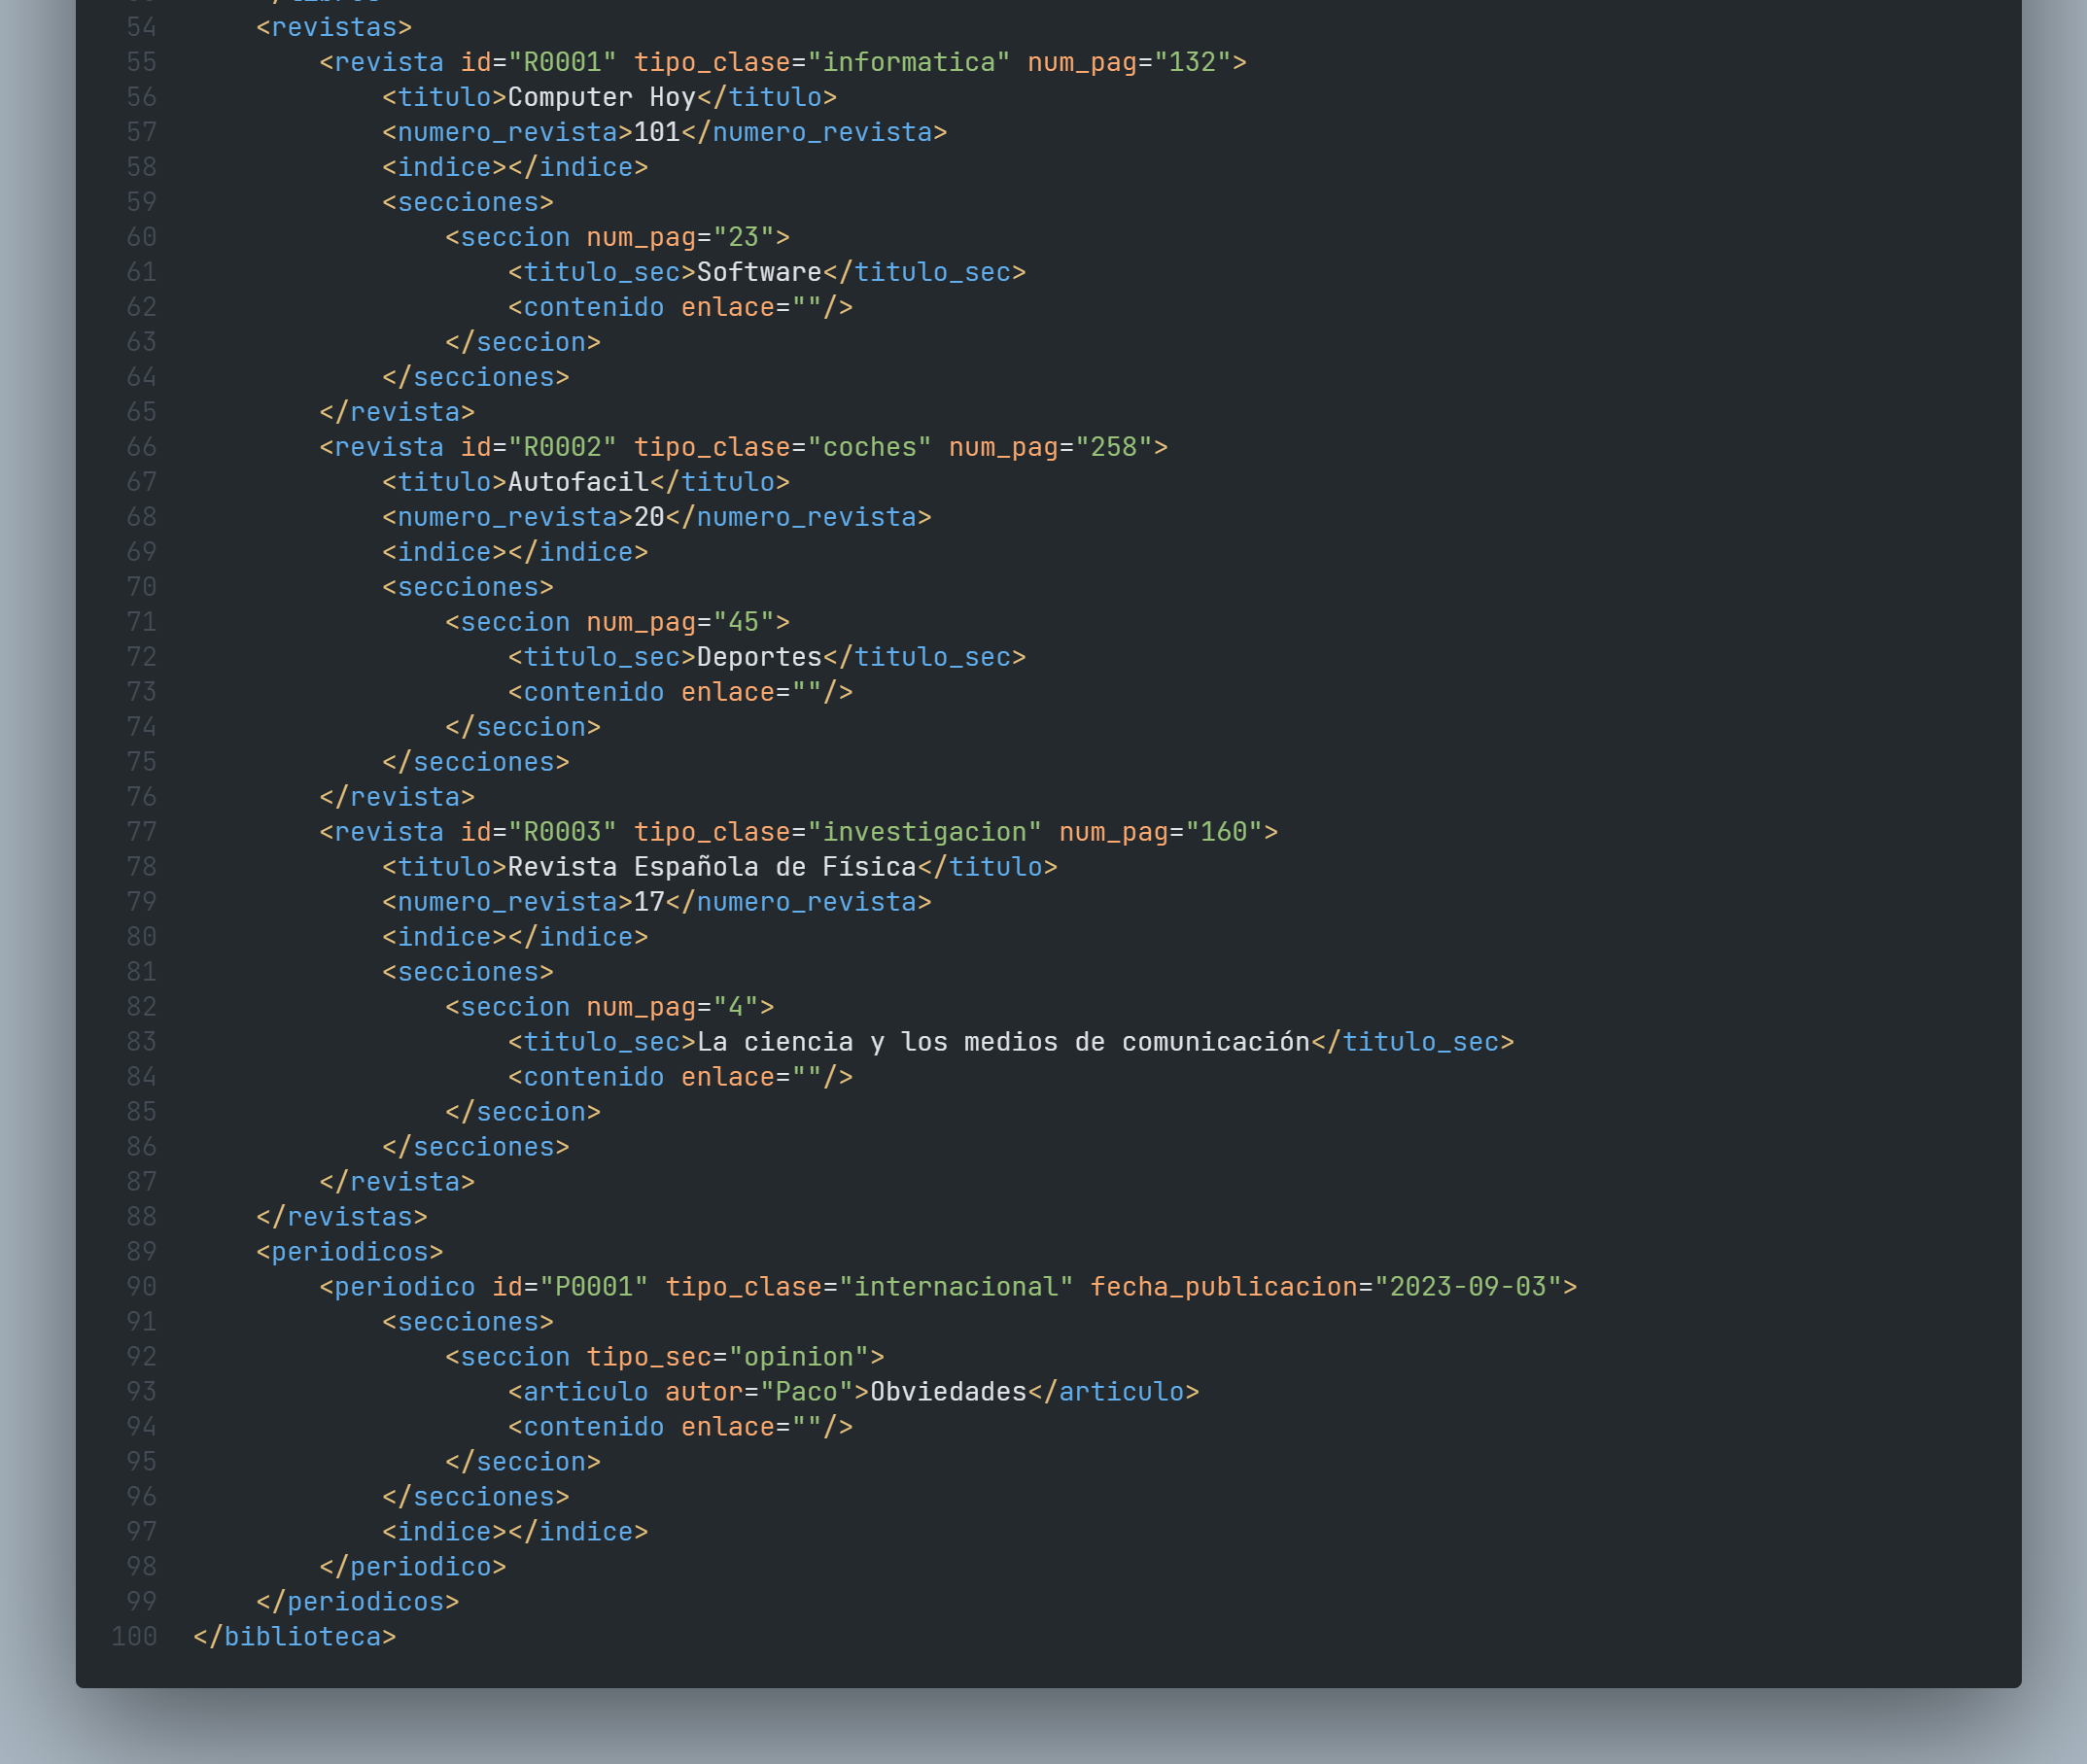 54 <revistas>
55 <revista id="R0001" tipo_clase="informatica" num_pag="132">
56 <titulo>Computer Hoy</titulo>
57 <numero_revista>101</numero_revista>
58 <indice></indice>
59 <secciones>
60 <seccion num_pag="23">
61 <titulo_sec>Software</titulo_sec>
62 <contenido enlace=""/>
63 </seccion>
64 </secciones>
65 </revista>
66 <revista id="R0002" tipo_clase="coches" num_pag="258">
67 <titulo>Autofacil</titulo>
68 <numero_revista>20</numero_revista>
69 <indice></indice>
70 <secciones>
71 <seccion num_pag="45">
72 <titulo_sec>Deportes</titulo_sec>
73 <contenido enlace=""/>
74 </seccion>
75 </secciones>
76 </revista>
77 <revista id="R0003" tipo_clase="investigacion" num_pag="160">
78 <titulo>Revista Española de Física</titulo>
79 <numero_revista>17</numero_revista>
80 <indice></indice>
81 <secciones>
82 <seccion num_pag="4">
83 <titulo_sec>La ciencia y los medios de comunicación</titulo_sec>
84 <contenido enlace=""/>
85 </seccion>
86 </secciones>
87 </revista>
88 </revistas>
89 <periodicos>
90 <periodico id="P0001" tipo_clase="internacional" fecha_publicacion="2023-09-03">
91 <secciones>
92 <seccion tipo_sec="opinion">
93 <articulo autor="Paco">Obviedades</articulo>
94 <contenido enlace=""/>
95 </seccion>
96 </secciones>
97 <indice></indice>
98 </periodico>
99 </periodicos>
100 </biblioteca>